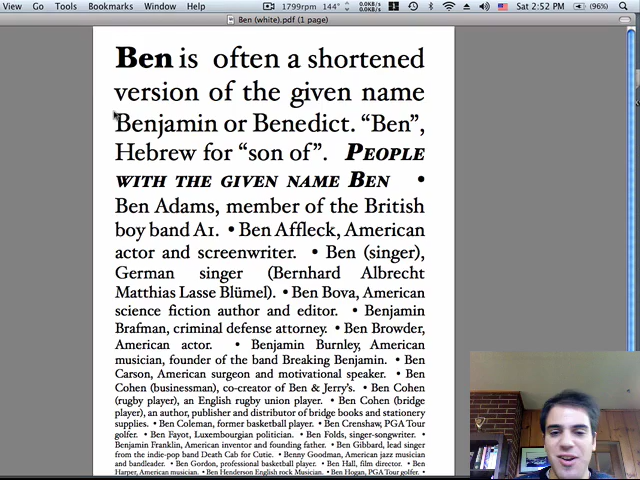 View Go Tools Bookmarks Window Help 1799rpm 144° 0.0KB/s 0.0KB/s Sat 2:52 PM (96%)
Ben (white).pdf (1 page)
Ben is often a shortened
version of the given name
Benjamin or Benedict. “Ben”,
Hebrew for “son of”. People
with the given name Ben •
Ben Adams, member of the British
boy band A1. • Ben Affleck, American
actor and screenwriter. • Ben (singer),
German singer (Bernhard Albrecht
Matthias Lasse Blümel). • Ben Bova, American
science fiction author and editor. • Benjamin
Brafman, criminal defense attorney. • Ben Browder,
American actor. • Benjamin Burnley, American
musician, founder of the band Breaking Benjamin. • Ben
Carson, American surgeon and motivational speaker. • Ben
Cohen (businessman), co-creator of Ben & Jerry's. • Ben Cohen
(rugby player), an English rugby union player. • Ben Cohen (bridge
player), an author, publisher and distributor of bridge books and stationery
supplies. • Ben Coleman, former basketball player. • Ben Crenshaw, PGA Tour
golfer. • Ben Fayot, Luxembourgian politician. • Ben Folds, singer-songwriter. •
Benjamin Franklin, American inventor and founding father. • Ben Gibbard, lead singer
from the indie-pop band Death Cab for Cutie. • Benny Goodman, American jazz musician
and bandleader. • Ben Gordon, professional basketball player. • Ben Hall, film director. • Ben
Harper, American musician. • Ben Henderson English rock Musician. • Ben Hogan, PGA Tour golfer. •